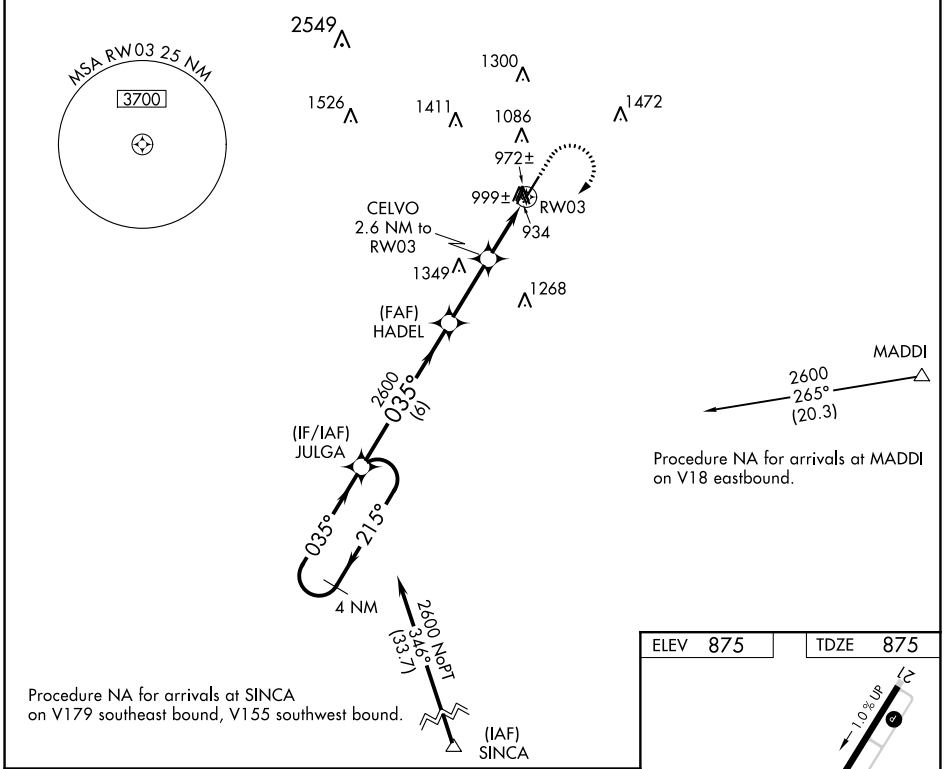 2549
MSA RW03 25 NM
3700
1300
1526
1411
1472
1086
972±
999±
RW03
934
CELVO
2.6 NM to
RW03
1349
1268
(FAF)
HADEL
MADDI
2600
265°
(20.3)
2600
035°
(6)
(IF/IAF)
JULGA
Procedure NA for arrivals at MADDI
on V18 eastbound.
035°
215°
4 NM
2600 NoPT
346°
(33.7)
ELEV 875
TDZE 875
21
1.0% UP
P
Procedure NA for arrivals at SINCA
on V179 southeast bound, V155 southwest bound.
(IAF)
SINCA